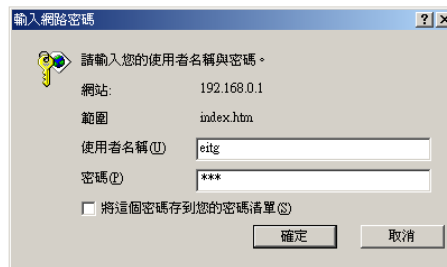 輸入網路密碼
請輸入您的使用者名稱與密碼。
網站: 192.168.0.1
範圍 index.htm
使用者名稱(U) eitg
密碼(P) ***
將這個密碼存到您的密碼清單(S)
確定 取消